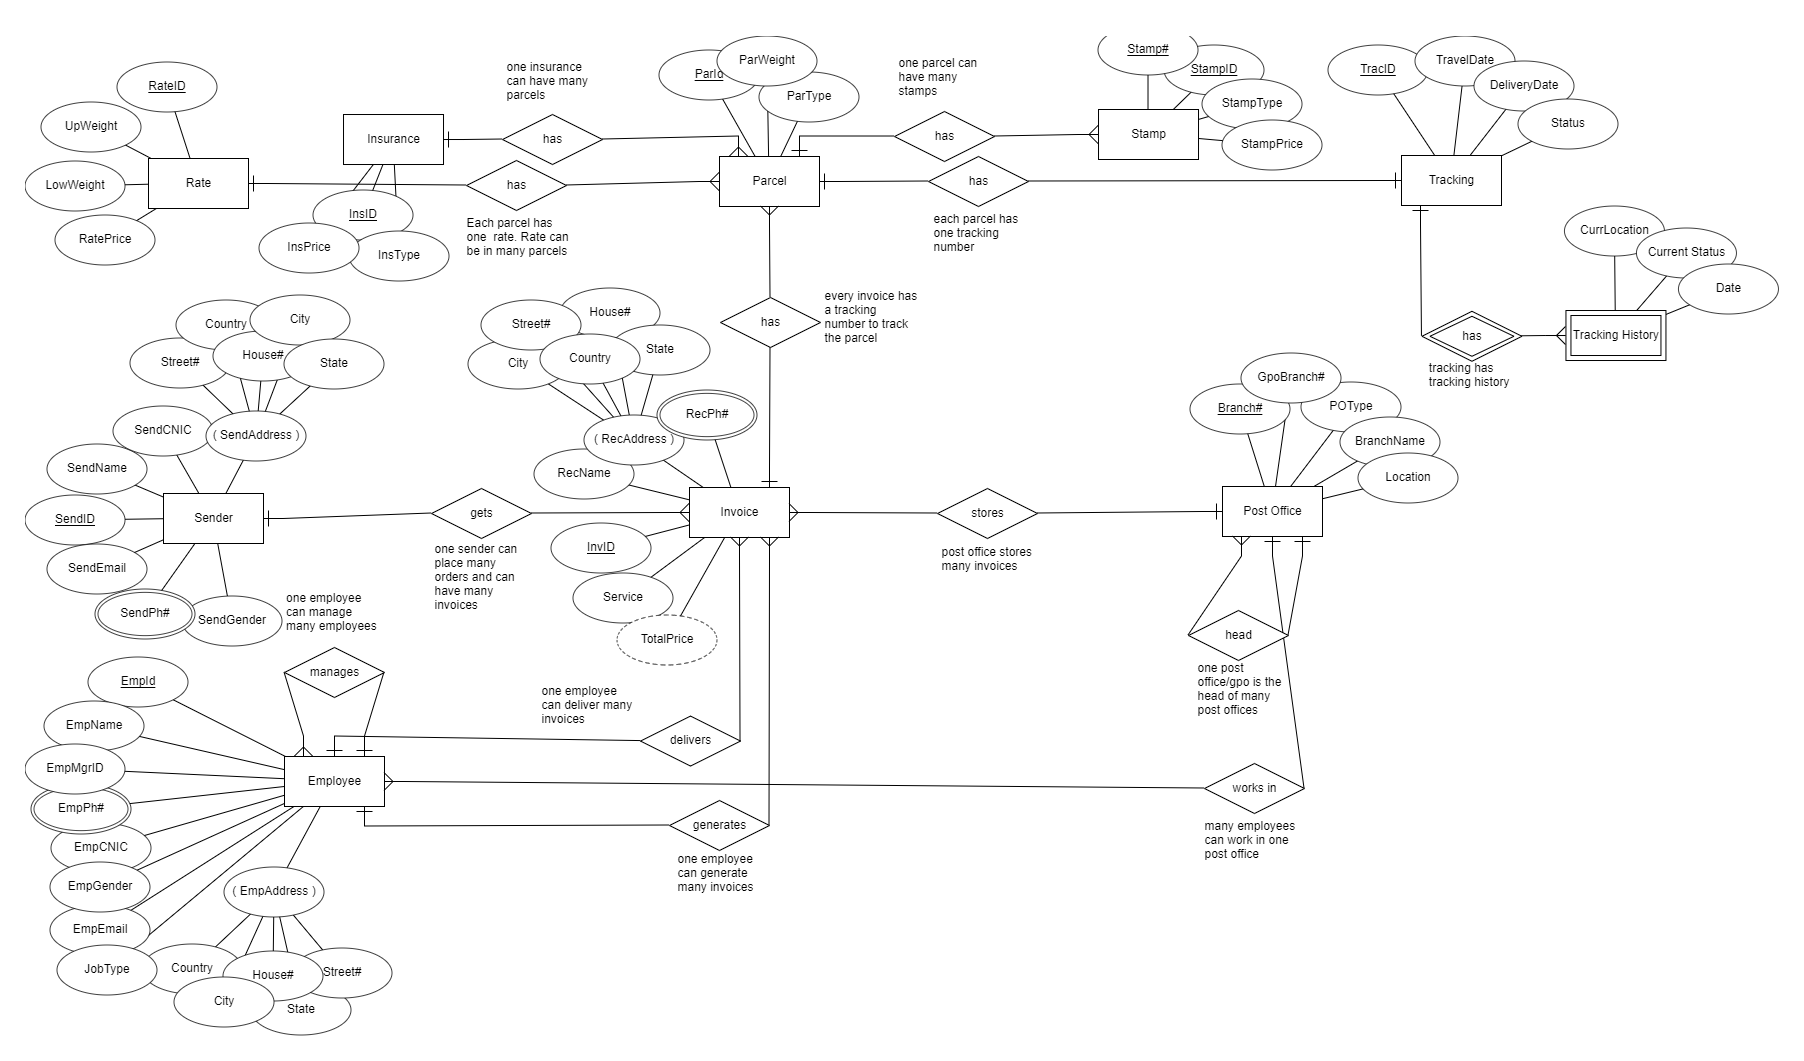 one insurance
can have many
parcels
ParId
ParWeight
ParType
one parcel can
have many
stamps
Stamp#
StampID
StampType
StampPrice
TracID
TravelDate
DeliveryDate
Status
RateID
UpWeight
LowWeight
RatePrice
Rate
Insurance
has
has
Parcel
has
has
Stamp
Tracking
InsID
InsPrice
InsType
Each parcel has
one rate. Rate can
be in many parcels
each parcel has
one tracking
number
CurrLocation
Current Status
Date
has
Tracking History
tracking has
tracking history
has
every invoice has
a tracking
number to track
the parcel
Country
City
Street#
House#
State
SendCNIC
( SendAddress )
SendName
SendID
Sender
SendEmail
SendPh#
SendGender
Street#
House#
City
Country
State
( RecAddress )
RecPh#
RecName
gets
one sender can
place many
orders and can
have many
invoices
Invoice
InvID
Service
TotalPrice
stores
post office stores
many invoices
GpoBranch#
Branch#
POType
BranchName
Location
Post Office
head
one post
office/gpo is the
head of many
post offices
one employee
can manage
many employees
manages
one employee
can deliver many
invoices
delivers
EmpId
EmpName
EmpMgrID
EmpPh#
EmpCNIC
EmpGender
EmpEmail
JobType
Employee
works in
many employees
can work in one
post office
generates
one employee
can generate
many invoices
( EmpAddress )
Country
House#
Street#
City
State